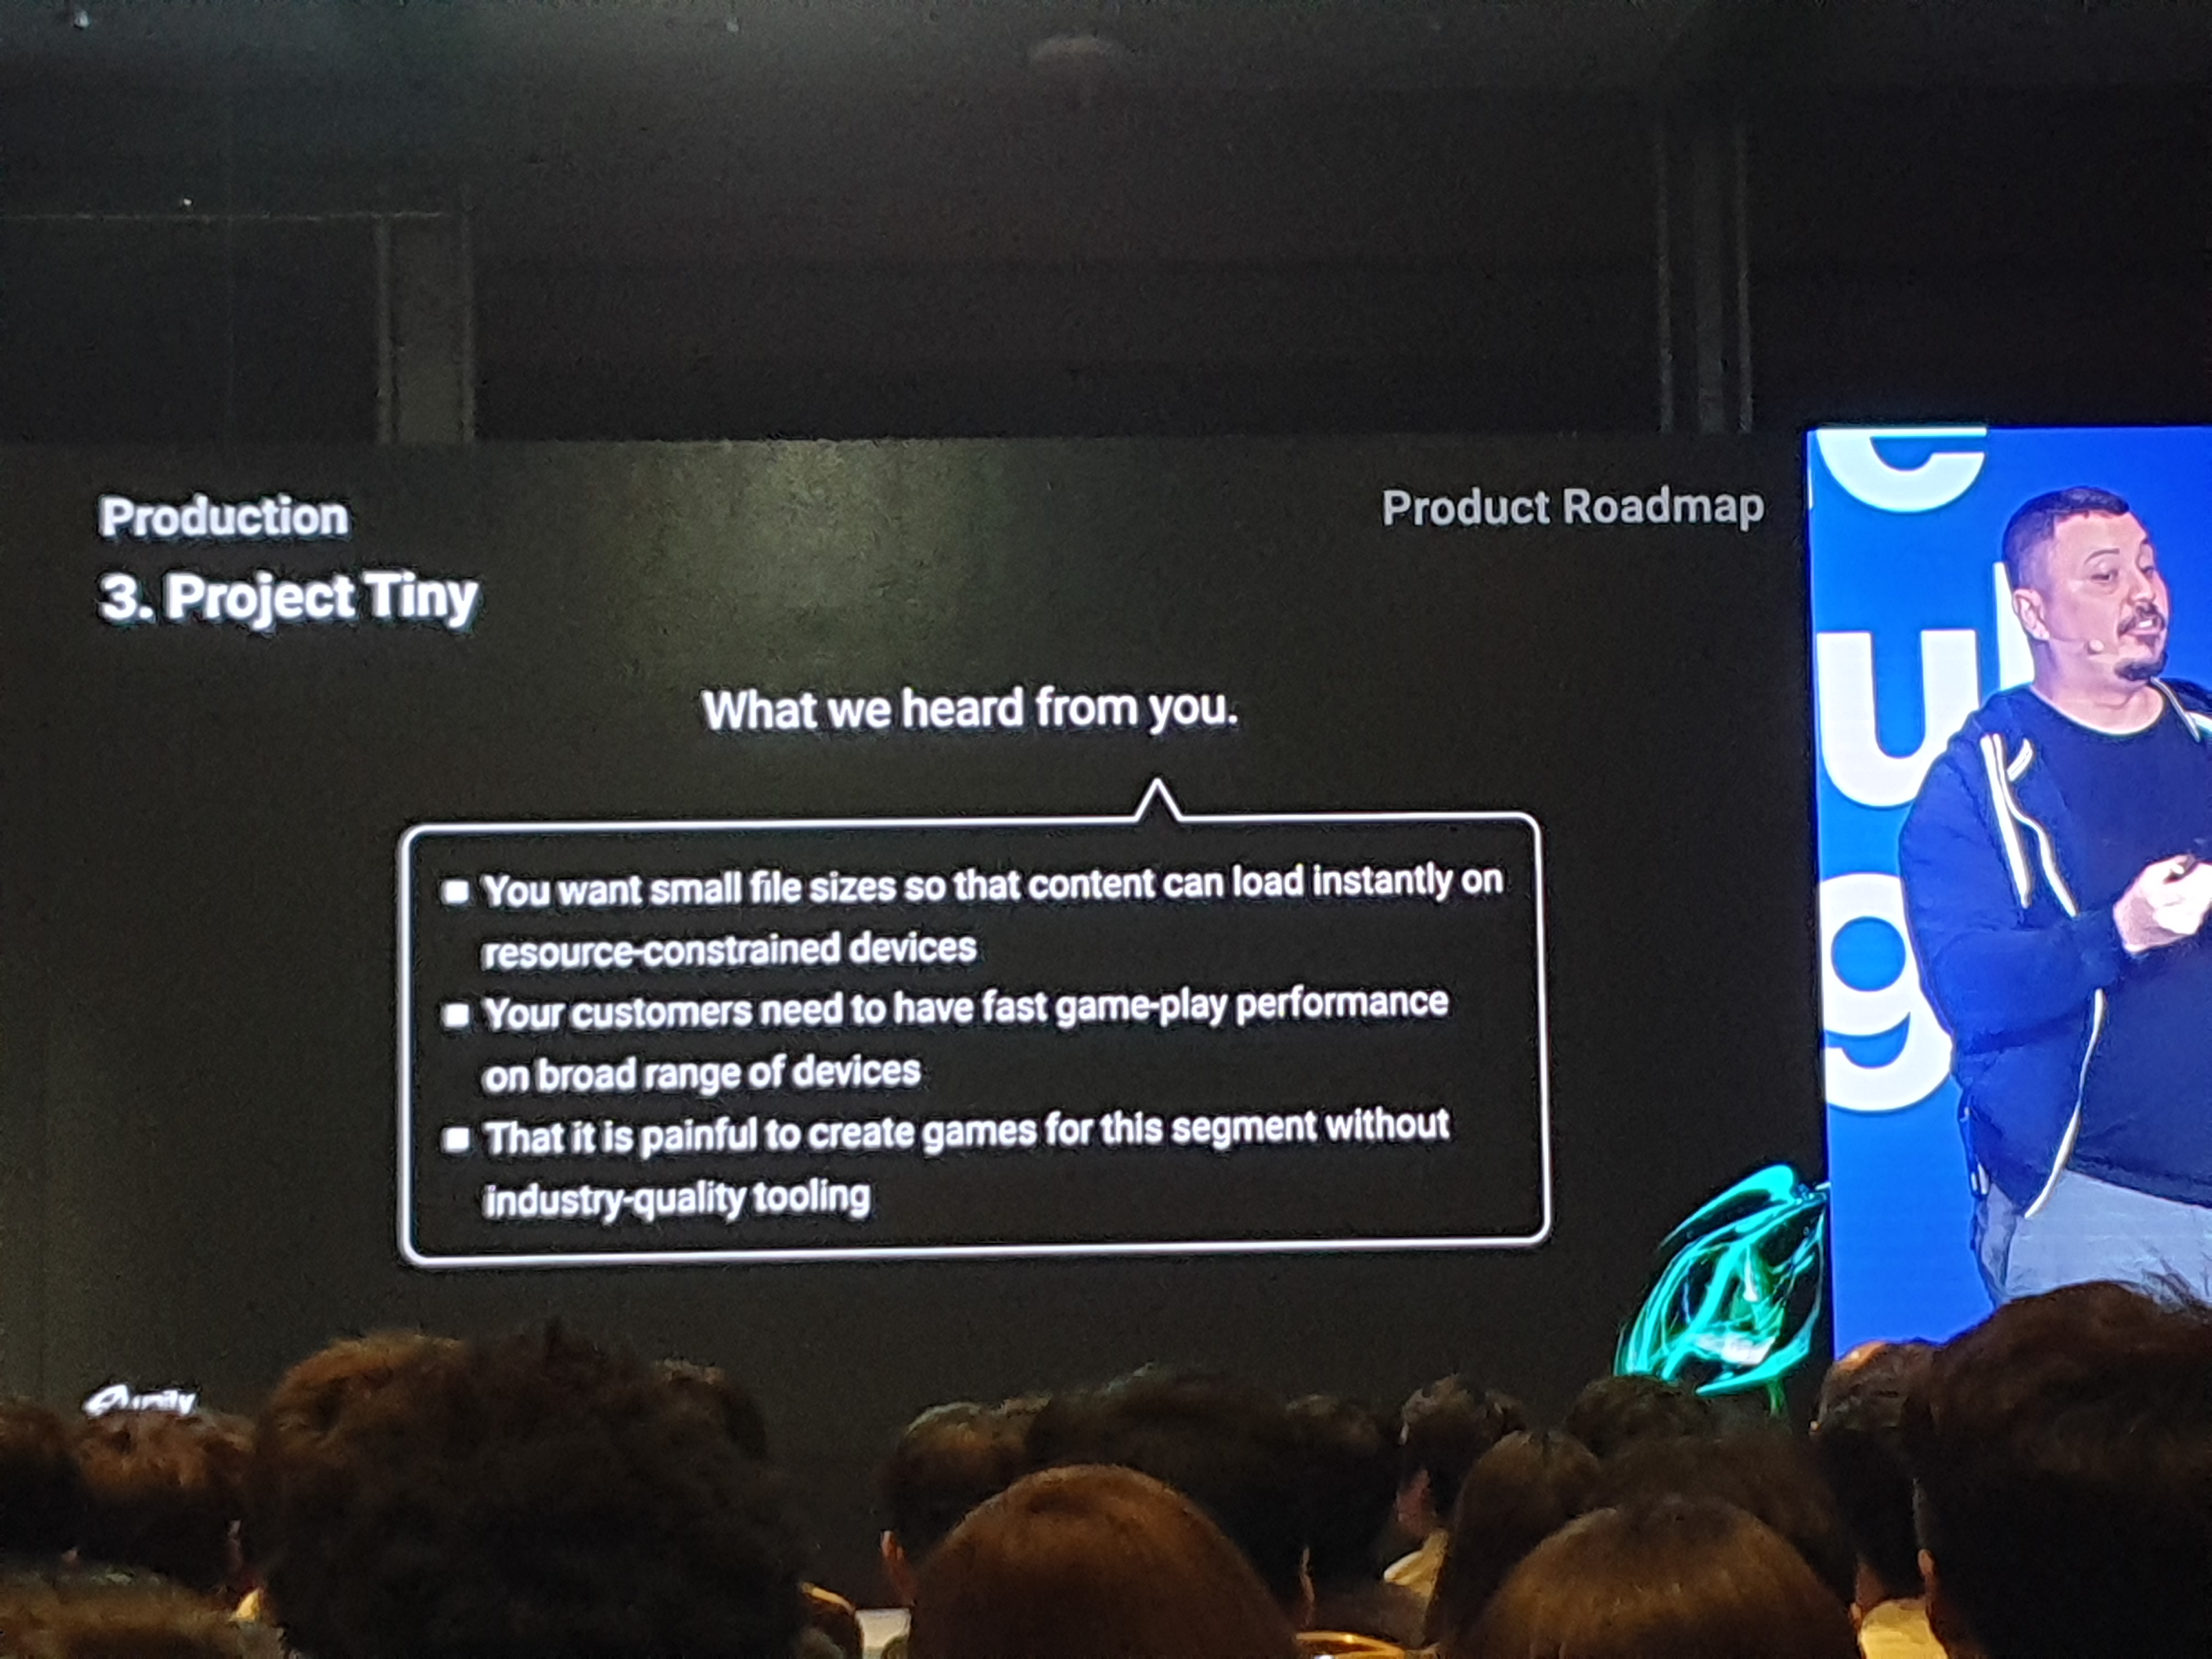 Production
Product Roadmap
3. Project Tiny
What we heard from you.
▪ You want small file sizes so that content can load instantly on
resource-constrained devices
▪ Your customers need to have fast game-play performance
on broad range of devices
▪ That it is painful to create games for this segment without
industry-quality tooling
unity
e
u
g